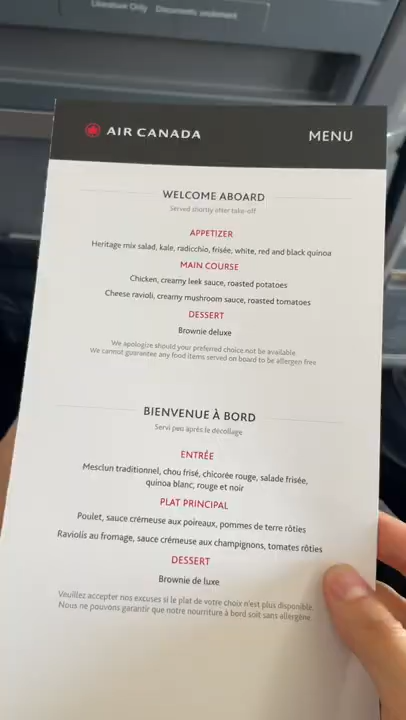 Literature Only Documents seulement
AIR CANADA
MENU
WELCOME ABOARD
Served shortly after take-off
APPETIZER
Heritage mix salad, kale, radicchio, frisée, white, red and black quinoa
MAIN COURSE
Chicken, creamy leek sauce, roasted potatoes
Cheese ravioli, creamy mushroom sauce, roasted tomatoes
DESSERT
Brownie deluxe
We apologize should your preferred choice not be available.
We cannot guarantee any food items served on board to be allergen free.
BIENVENUE À BORD
Servi peu après le décollage
ENTRÉE
Mesclun traditionnel, chou frisé, chicorée rouge, salade frisée,
quinoa blanc, rouge et noir
PLAT PRINCIPAL
Poulet, sauce crémeuse aux poireaux, pommes de terre rôties
Raviolis au fromage, sauce crémeuse aux champignons, tomates rôties
DESSERT
Brownie de luxe
Veuillez accepter nos excuses si le plat de votre choix n'est plus disponible.
Nous ne pouvons garantir que notre nourriture à bord soit sans allergène.